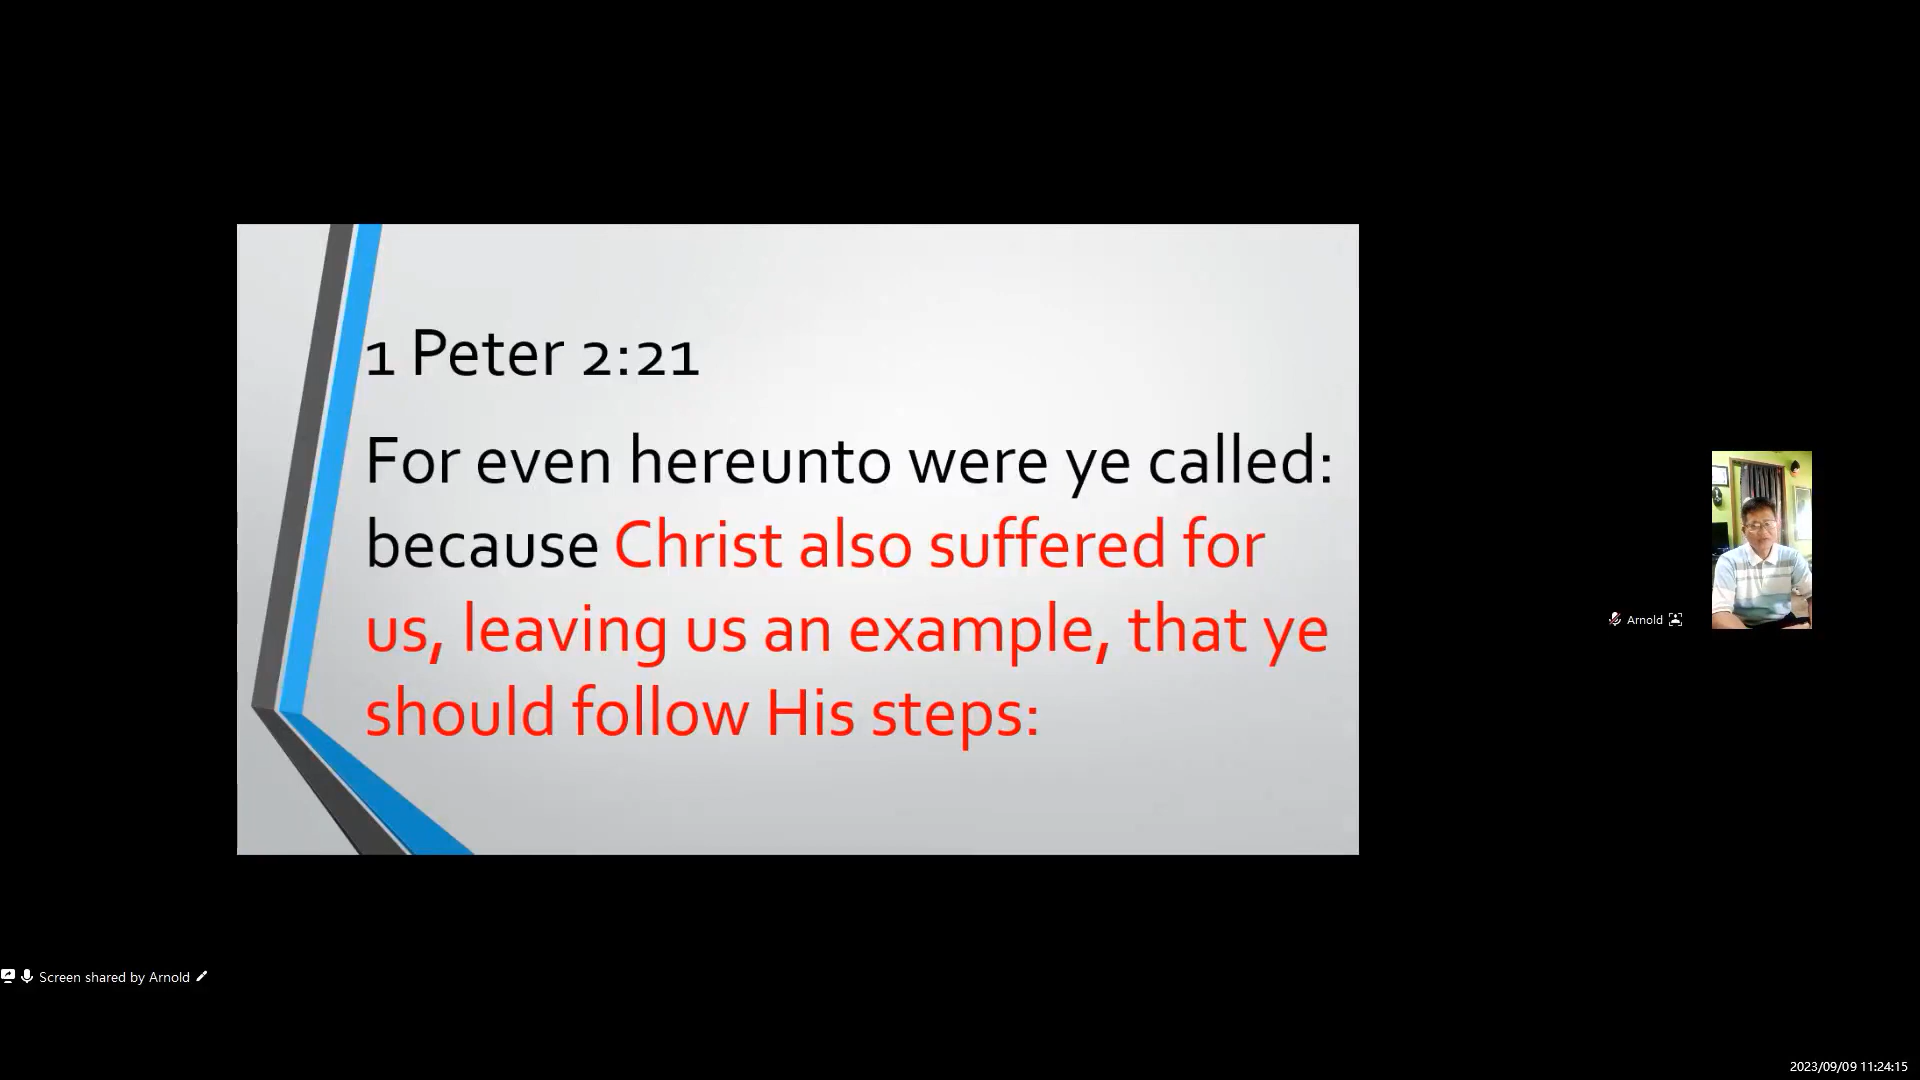 1 Peter 2:21
For even hereunto were ye called:
because Christ also suffered for
us, leaving us an example, that ye
should follow His steps:
Arnold
Screen shared by Arnold
2023/09/09 11:24:15